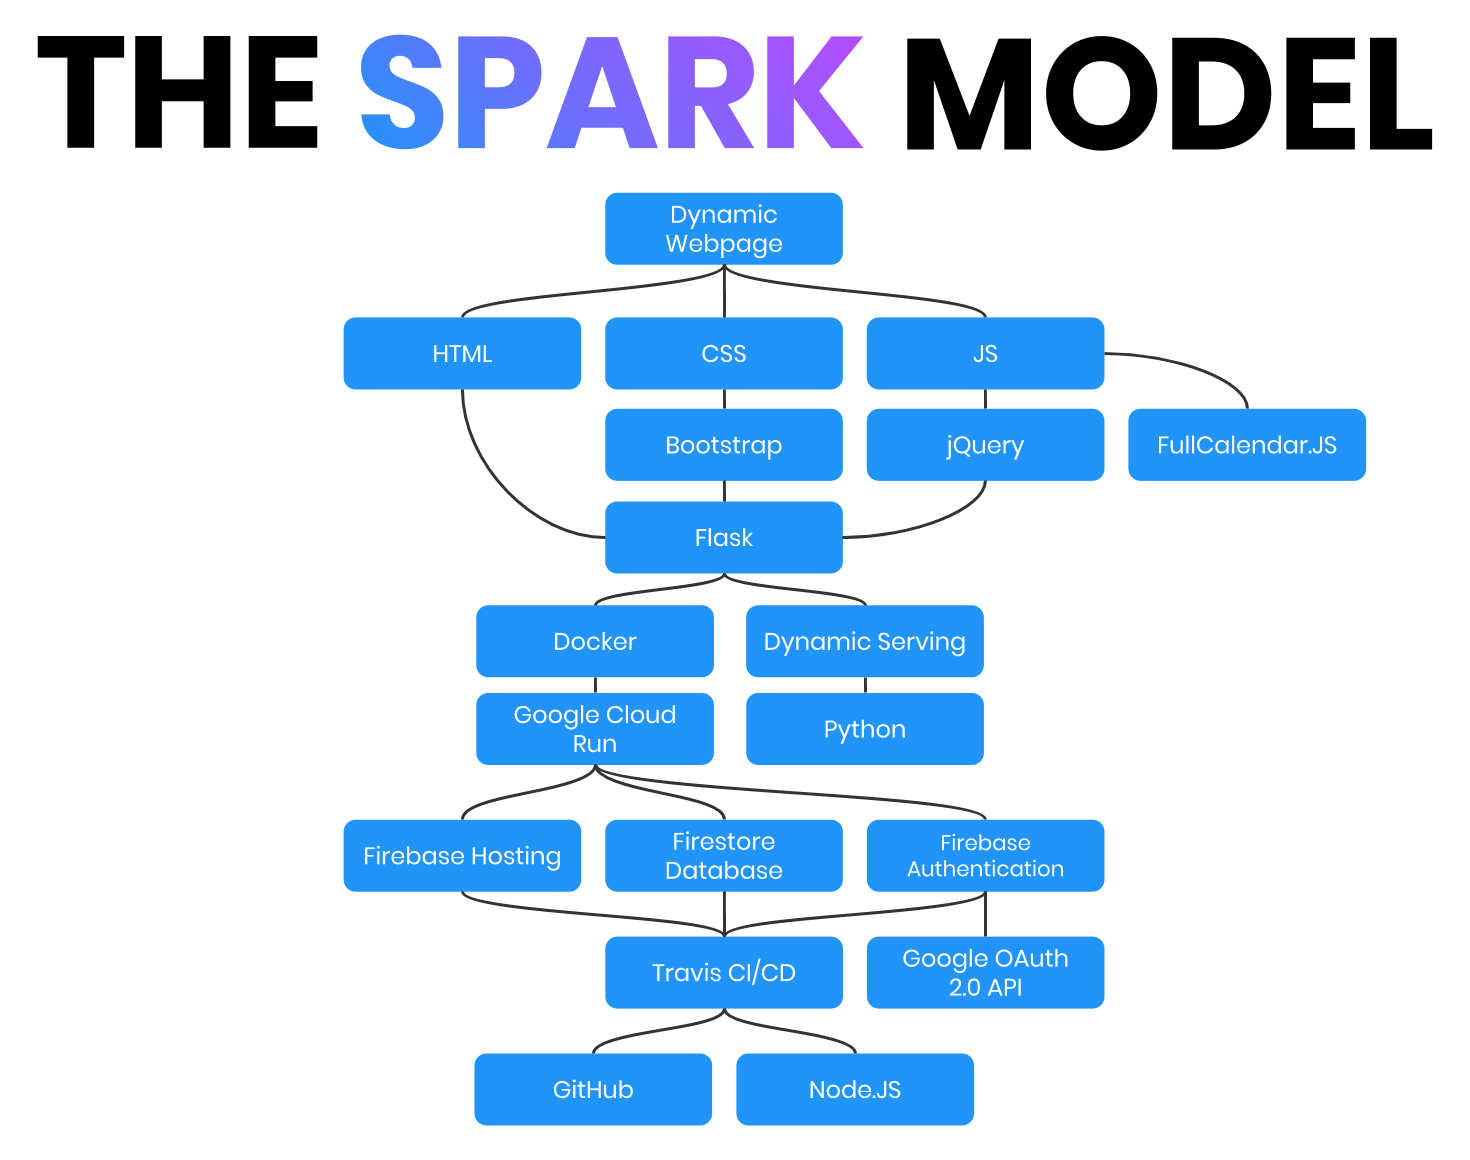 THE SPARK MODEL
Dynamic
Webpage
HTML
CSS
JS
Bootstrap
jQuery
FullCalendar.JS
Flask
Docker
Dynamic Serving
Google Cloud
Run
Python
Firebase Hosting
Firestore
Database
Firebase
Authentication
Travis CI/CD
Google OAuth
2.0 API
GitHub
Node.JS